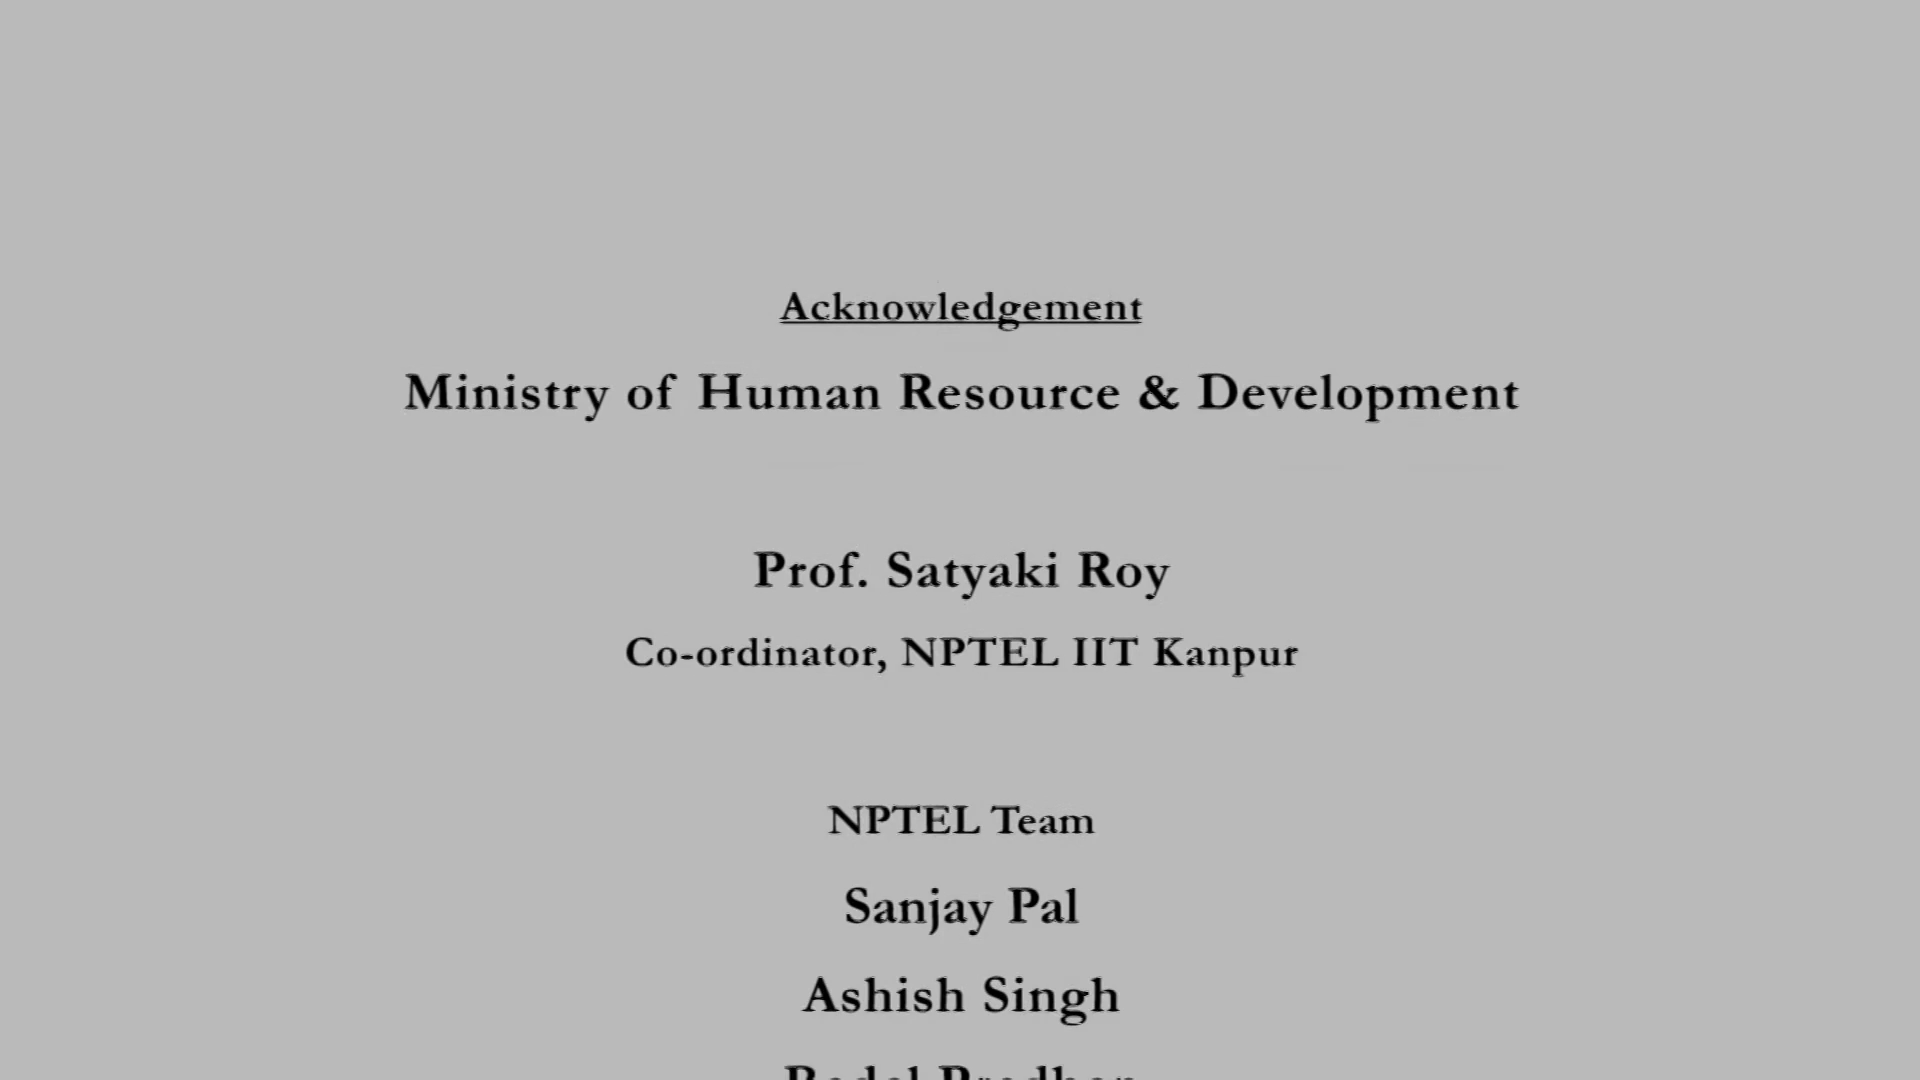 Acknowledgement
Ministry of Human Resource & Development
Prof. Satyaki Roy
Co-ordinator, NPTEL IIT Kanpur
NPTEL Team
Sanjay Pal
Ashish Singh